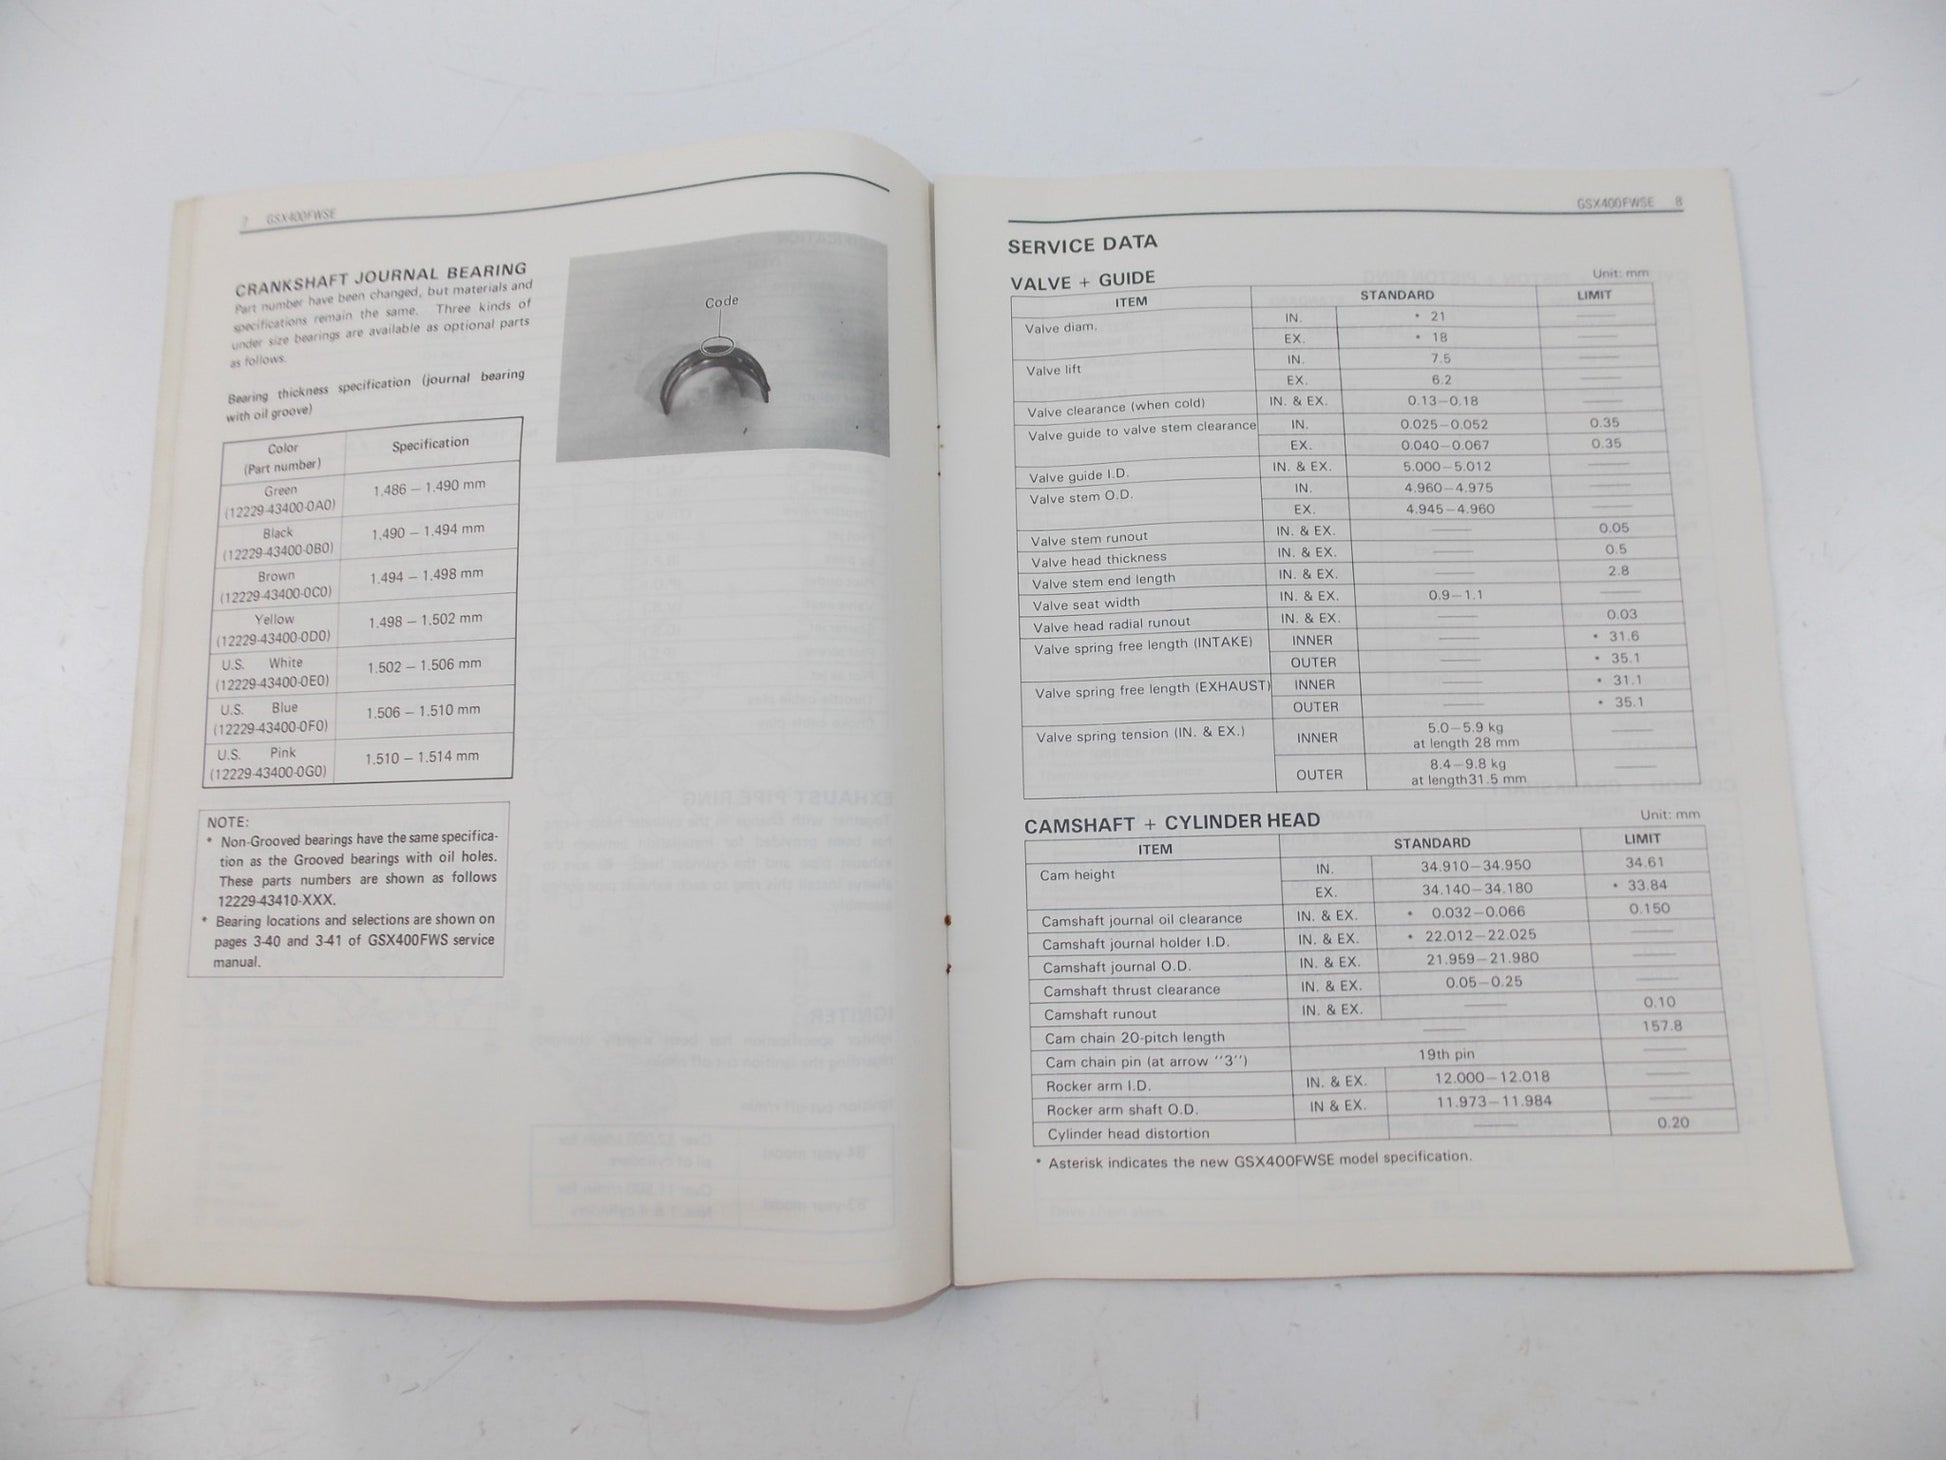 7 GSX400FWSE
CRANKSHAFT JOURNAL BEARING
Part number have been changed, but materials and
specifications remain the same. Three kinds of
under size bearings are available as optional parts
as follows.
Bearing thickness specification (journal bearing
with oil groove)
Color
(Part number) Specification
Green
(12229-43400-0A0) 1.486 – 1.490 mm
Black
(12229-43400-0B0) 1.490 – 1.494 mm
Brown
(12229-43400-0C0) 1.494 – 1.498 mm
Yellow
(12229-43400-0D0) 1.498 – 1.502 mm
U.S. White
(12229-43400-0E0) 1.502 – 1.506 mm
U.S. Blue
(12229-43400-0F0) 1.506 – 1.510 mm
U.S. Pink
(12229-43400-0G0) 1.510 – 1.514 mm
NOTE:
* Non-Grooved bearings have the same specifica-
tion as the Grooved bearings with oil holes.
These parts numbers are shown as follows
12229-43410-XXX.
* Bearing locations and selections are shown on
pages 3-40 and 3-41 of GSX400FWS service
manual.
Code
GSX400FWSE 8
SERVICE DATA
VALVE + GUIDE Unit: mm
ITEM STANDARD LIMIT
Valve diam. IN. * 21 ——
EX. * 18 ——
Valve lift IN. 7.5 ——
EX. 6.2 ——
Valve clearance (when cold) IN. & EX. 0.13–0.18 ——
Valve guide to valve stem clearance IN. 0.025–0.052 0.35
EX. 0.040–0.067 0.35
Valve guide I.D. IN. & EX. 5.000–5.012 ——
Valve stem O.D. IN. 4.960–4.975 ——
EX. 4.945–4.960 ——
Valve stem runout IN. & EX. —— 0.05
Valve head thickness IN. & EX. —— 0.5
Valve stem end length IN. & EX. —— 2.8
Valve seat width IN. & EX. 0.9–1.1 ——
Valve head radial runout IN. & EX. —— 0.03
Valve spring free length (INTAKE) INNER —— * 31.6
OUTER —— * 35.1
Valve spring free length (EXHAUST) INNER —— * 31.1
OUTER —— * 35.1
Valve spring tension (IN. & EX.) INNER 5.0–5.9 kg
at length 28 mm ——
OUTER 8.4–9.8 kg
at length31.5 mm ——
CAMSHAFT + CYLINDER HEAD Unit: mm
ITEM STANDARD LIMIT
Cam height IN. 34.910–34.950 34.61
EX. 34.140–34.180 * 33.84
Camshaft journal oil clearance IN. & EX. * 0.032–0.066 0.150
Camshaft journal holder I.D. IN. & EX. * 22.012–22.025 ——
Camshaft journal O.D. IN. & EX. 21.959–21.980 ——
Camshaft thrust clearance IN. & EX. 0.05–0.25 ——
Camshaft runout IN. & EX. —— 0.10
Cam chain 20-pitch length —— 157.8
Cam chain pin (at arrow "3") 19th pin ——
Rocker arm I.D. IN. & EX. 12.000–12.018 ——
Rocker arm shaft O.D. IN & EX. 11.973–11.984 ——
Cylinder head distortion —— 0.20
* Asterisk indicates the new GSX400FWSE model specification.